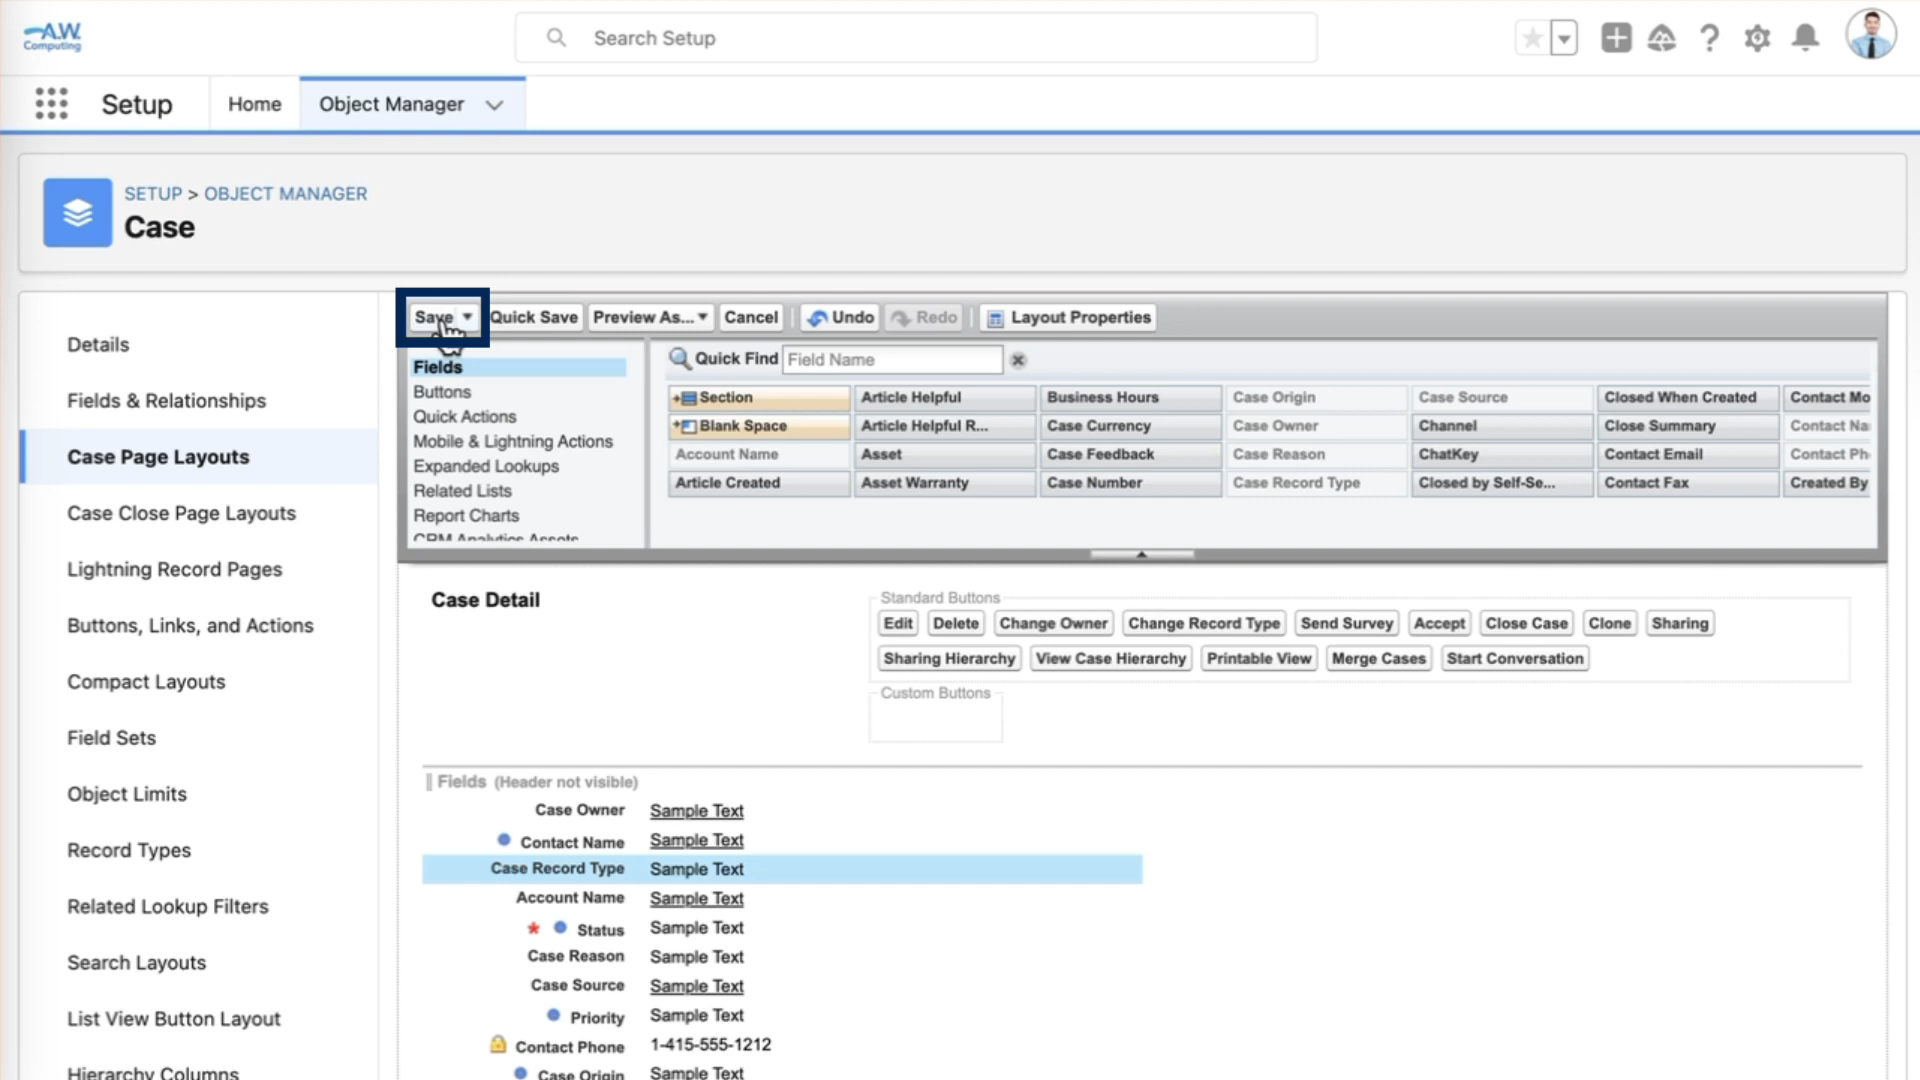 A.W.
Computing
Search Setup
Setup
Home
Object Manager
SETUP > OBJECT MANAGER
Case
Details
Fields & Relationships
Case Page Layouts
Case Close Page Layouts
Lightning Record Pages
Buttons, Links, and Actions
Compact Layouts
Field Sets
Object Limits
Record Types
Related Lookup Filters
Search Layouts
List View Button Layout
Hierarchy Columns
Save Quick Save Preview As... Cancel Undo Redo Layout Properties
Fields
Buttons
Quick Actions
Mobile & Lightning Actions
Expanded Lookups
Related Lists
Report Charts
CRM Analytics Assets
Quick Find Field Name
Section Article Helpful Business Hours Case Origin Case Source Closed When Created Contact Mo
Blank Space Article Helpful R... Case Currency Case Owner Channel Close Summary Contact Na
Account Name Asset Case Feedback Case Reason ChatKey Contact Email Contact Ph
Article Created Asset Warranty Case Number Case Record Type Closed by Self-Se... Contact Fax Created By
Case Detail
Standard Buttons
Edit Delete Change Owner Change Record Type Send Survey Accept Close Case Clone Sharing
Sharing Hierarchy View Case Hierarchy Printable View Merge Cases Start Conversation
Custom Buttons
Fields (Header not visible)
Case Owner Sample Text
Contact Name Sample Text
Case Record Type Sample Text
Account Name Sample Text
* Status Sample Text
Case Reason Sample Text
Case Source Sample Text
Priority Sample Text
Contact Phone 1-415-555-1212
Case Origin Sample Text